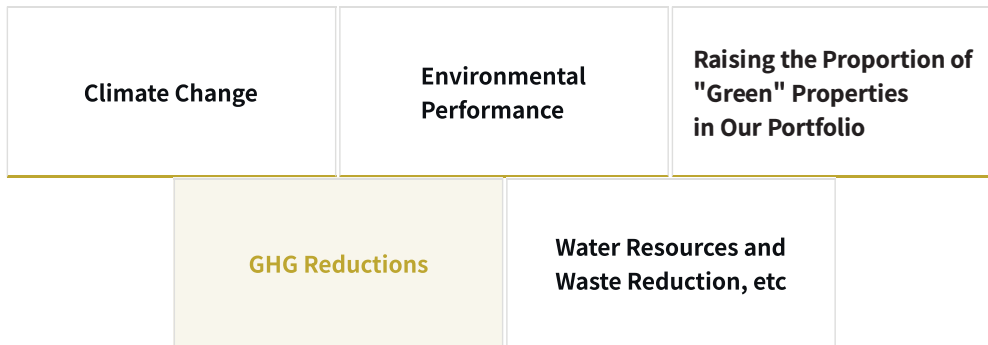 Climate Change
Environmental
Performance
Raising the Proportion of
"Green" Properties
in Our Portfolio
GHG Reductions
Water Resources and
Waste Reduction, etc